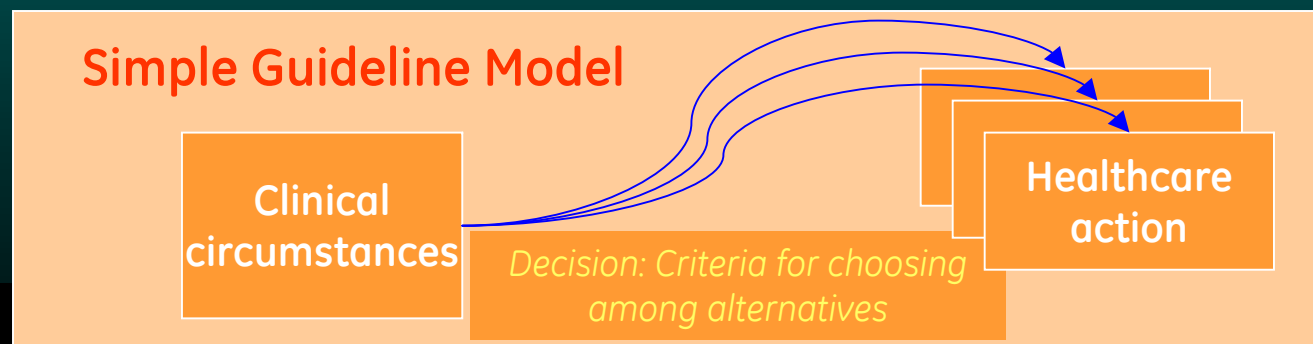 Simple Guideline Model
Clinical
circumstances
Decision: Criteria for choosing
among alternatives
Healthcare
action